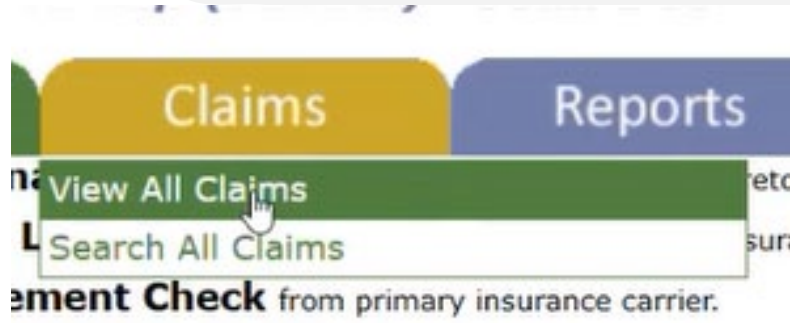 Claims Reports
View All Claims
Search All Claims
ement Check from primary insurance carrier.